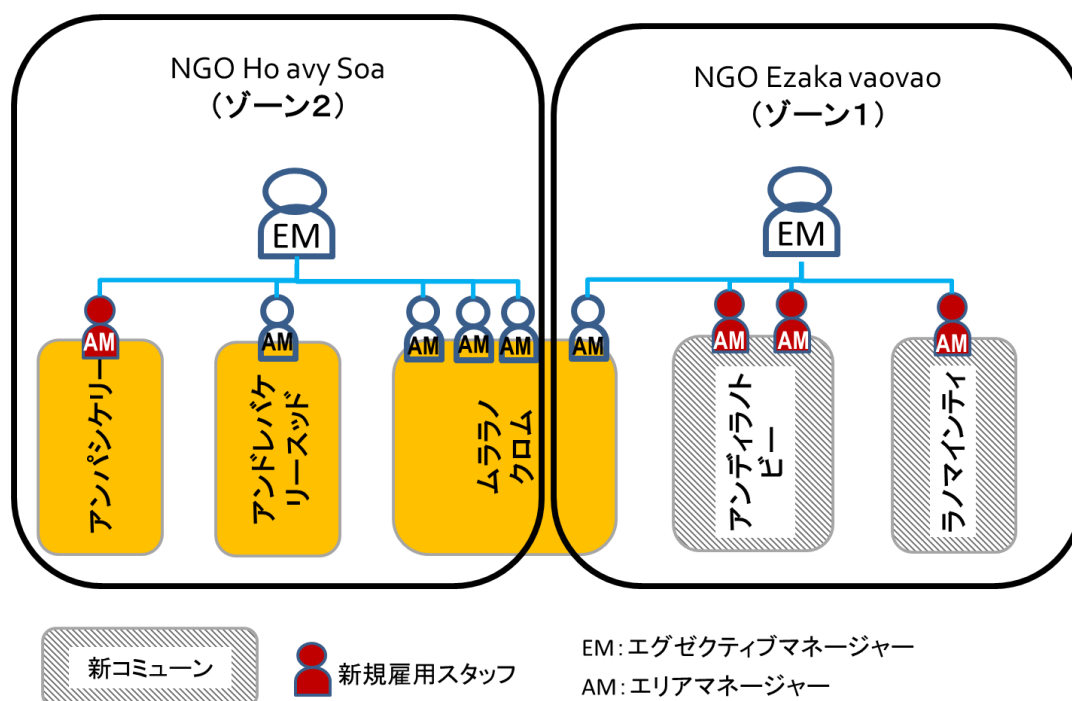 NGO Ho avy Soa
（ゾーン２）
NGO Ezaka vaovao
（ゾーン１）
EM
EM
AM
AM
AM
AM
AM
AM
AM
AM
AM
アンパシケリー
アンドレバケ
リースッド
ムララノ
クロム
アンディラノト
ビー
ラノマインティ
新コミューン
新規雇用スタッフ
EM：エグゼクティブマネージャー
AM：エリアマネージャー